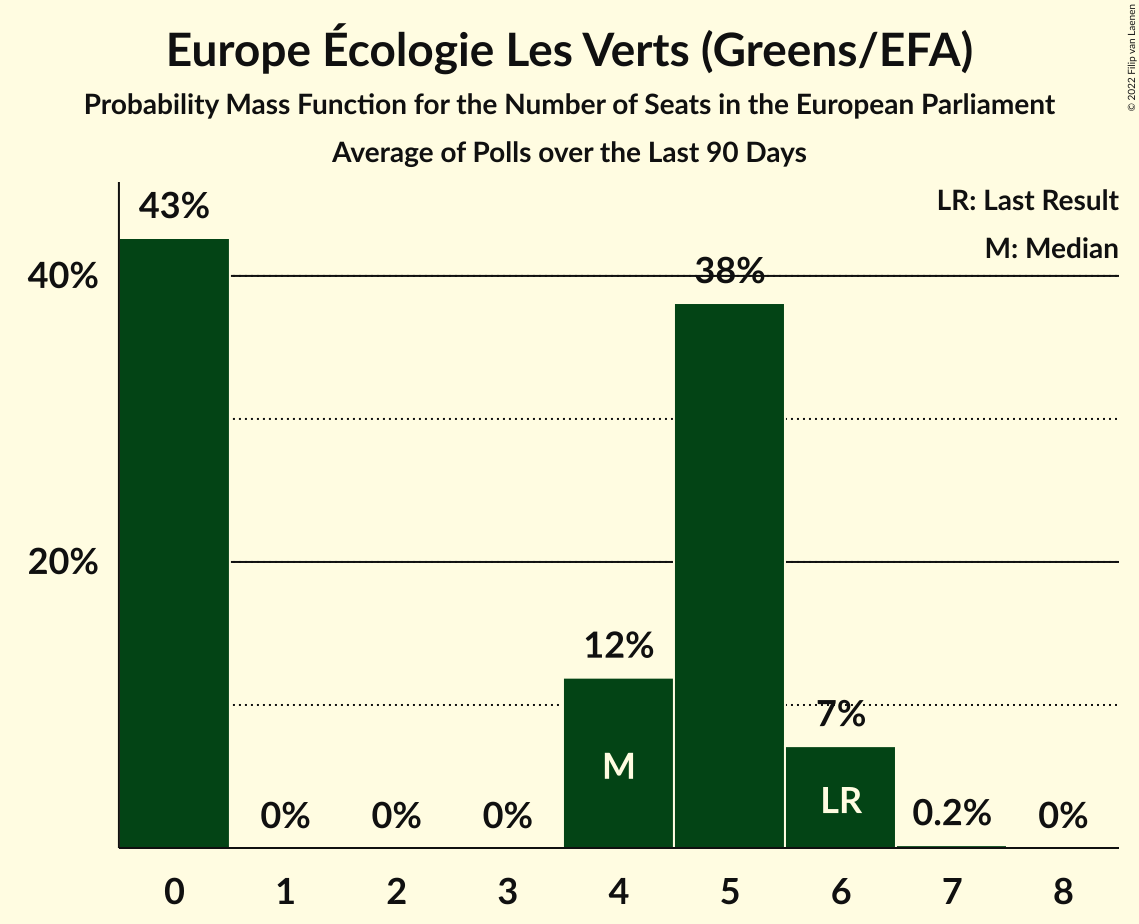 Europe Écologie Les Verts (Greens/EFA)
Probability Mass Function for the Number of Seats in the European Parliament
Average of Polls over the Last 90 Days
© 2022 Filip van Laenen
LR: Last Result
M: Median
43%
40%
38%
20%
12%
7%
M
LR
0% 0% 0% 0.2% 0%
0 1 2 3 4 5 6 7 8